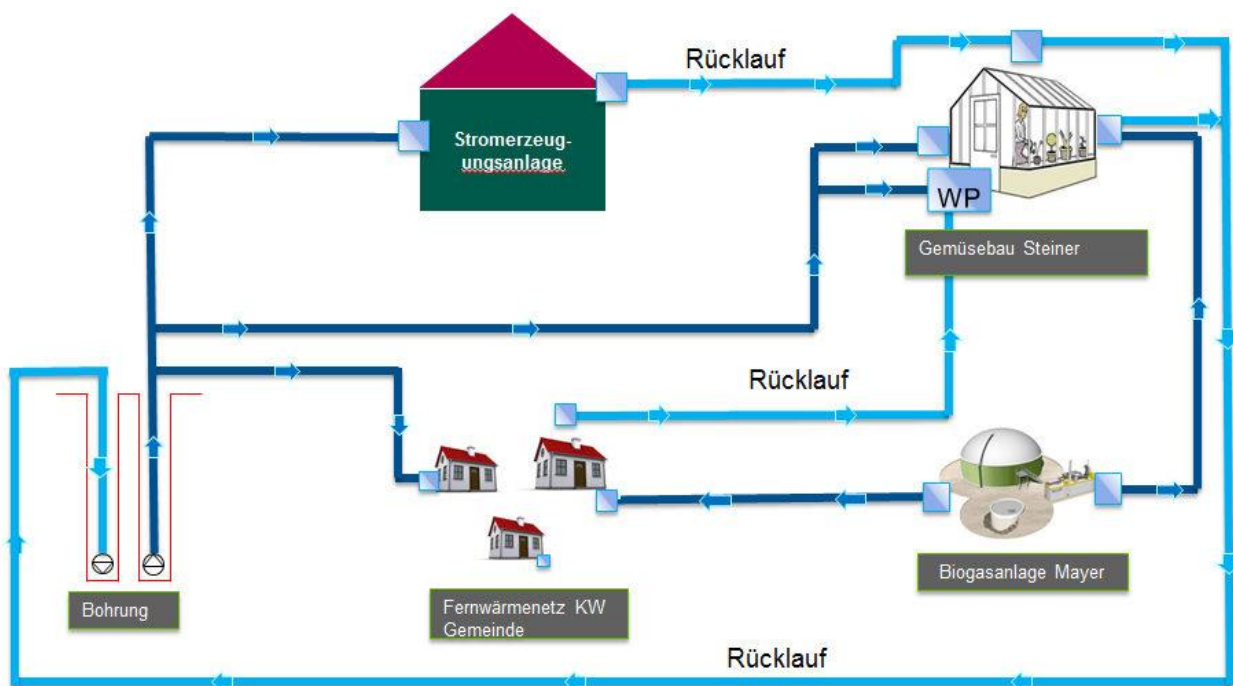 Rücklauf
Stromerzeug-
ungsanlage
WP
Gemüsebau Steiner
Rücklauf
Biogasanlage Mayer
Bohrung
Fernwärmenetz KW
Gemeinde
Rücklauf